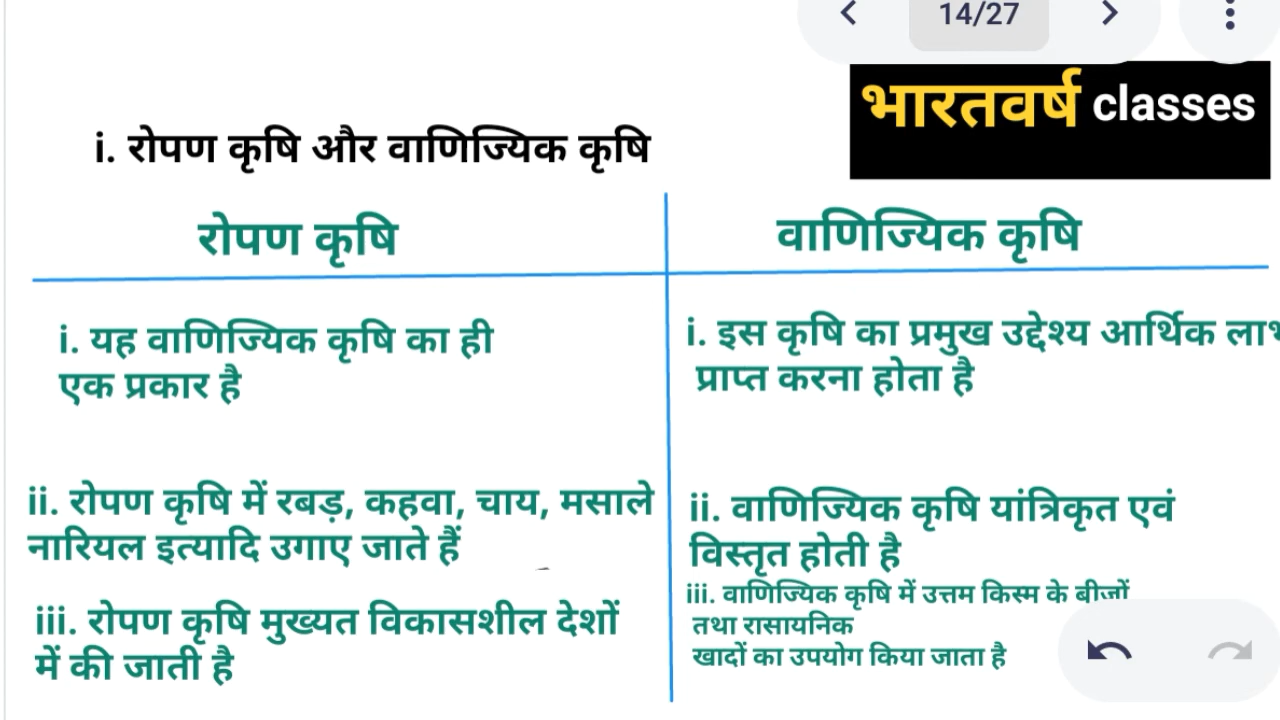 14/27
भारतवर्ष classes
i. रोपण कृषि और वाणिज्यिक कृषि
रोपण कृषि
वाणिज्यिक कृषि
i. यह वाणिज्यिक कृषि का ही
एक प्रकार है
ii. रोपण कृषि में रबड़, कहवा, चाय, मसाले
नारियल इत्यादि उगाए जाते हैं
iii. रोपण कृषि मुख्यत विकासशील देशों
में की जाती है
i. इस कृषि का प्रमुख उद्देश्य आर्थिक
प्राप्त करना होता है
ii. वाणिज्यिक कृषि यांत्रिकृत एवं
विस्तृत होती है
iii. वाणिज्यिक कृषि में उत्तम किस्म के बीजों
तथा रासायनिक
खादों का उपयोग किया जाता है